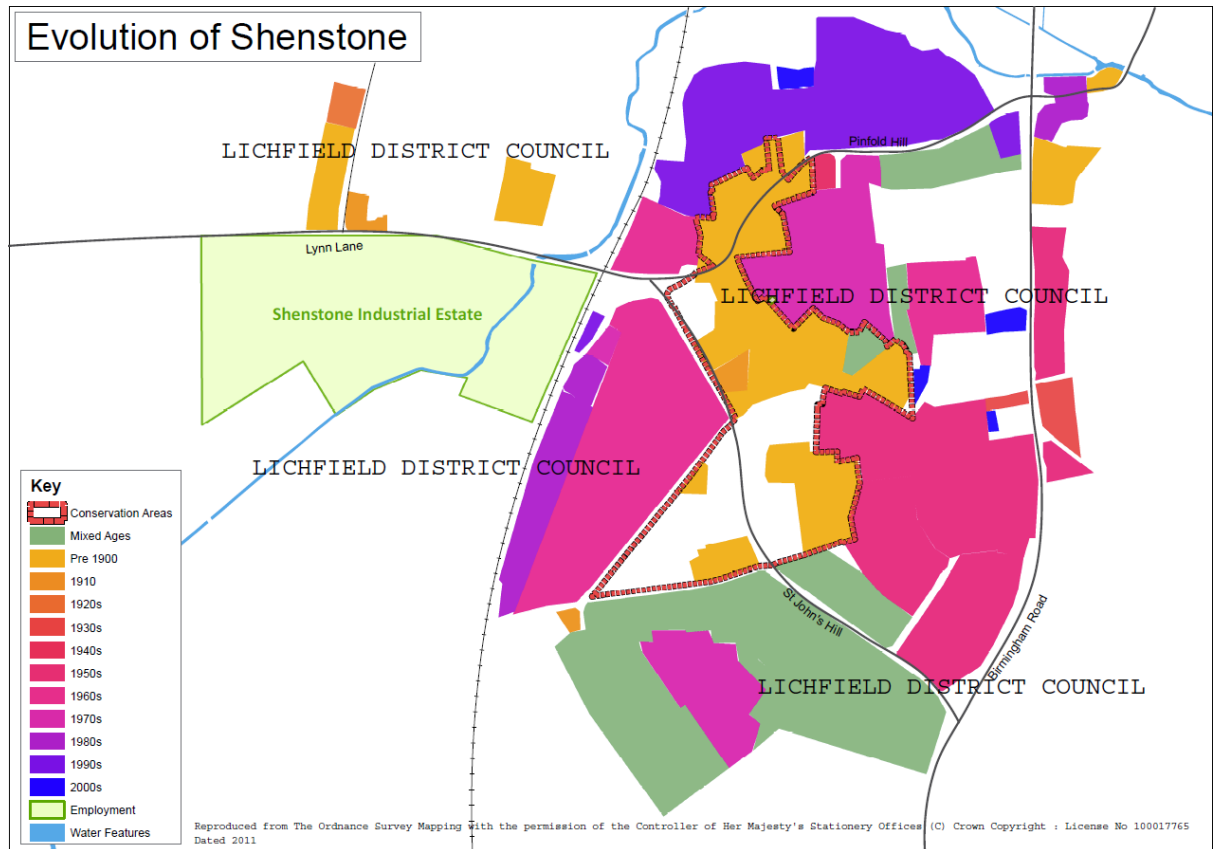 Evolution of Shenstone
LICHFIELD DISTRICT COUNCIL
Pinfold Hill
Lynn Lane
LICHFIELD DISTRICT COUNCIL
Shenstone Industrial Estate
LICHFIELD DISTRICT COUNCIL
St John's Hill
Birmingham Road
LICHFIELD DISTRICT COUNCIL
Key
Conservation Areas
Mixed Ages
Pre 1900
1910
1920s
1930s
1940s
1950s
1960s
1970s
1980s
1990s
2000s
Employment
Water Features
Reproduced from The Ordnance Survey Mapping with the permission of the Controller of Her Majesty's Stationery Offices (C) Crown Copyright : License No 100017765
Dated 2011